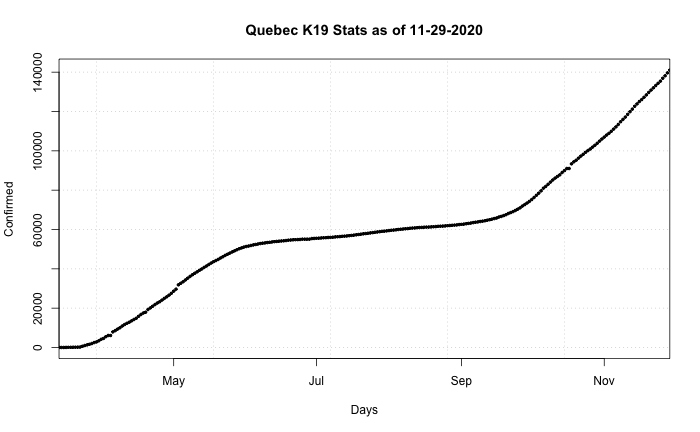 Quebec K19 Stats as of 11-29-2020
140000
100000
60000
20000
0
Confirmed
May Jul Sep Nov
Days